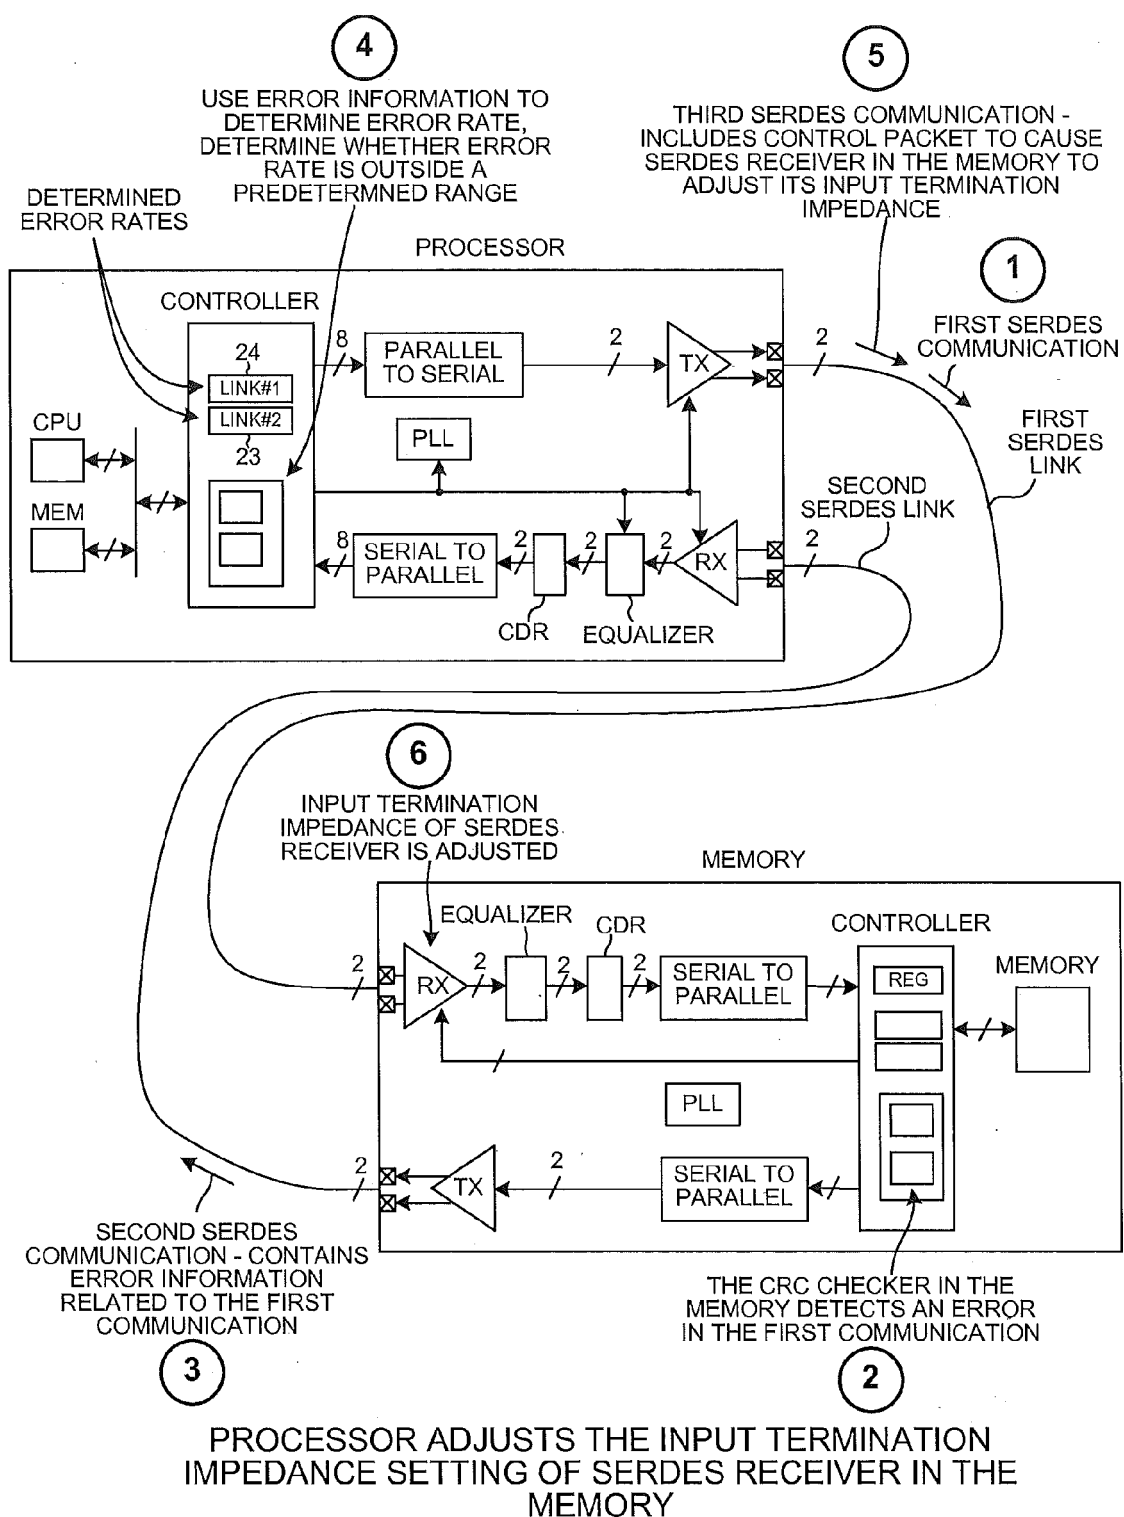 4
USE ERROR INFORMATION TO
DETERMINE ERROR RATE,
DETERMINE WHETHER ERROR
RATE IS OUTSIDE A
PREDETERMNED RANGE
5
THIRD SERDES COMMUNICATION -
INCLUDES CONTROL PACKET TO CAUSE
SERDES RECEIVER IN THE MEMORY TO
ADJUST ITS INPUT TERMINATION
IMPEDANCE
DETERMINED
ERROR RATES
PROCESSOR
1
FIRST SERDES
COMMUNICATION
CONTROLLER
24
LINK#1
LINK#2
23
8
PARALLEL
TO SERIAL
2
TX
2
FIRST
SERDES
LINK
CPU
MEM
PLL
SECOND
SERDES LINK
8
SERIAL TO
PARALLEL
2
2
2
RX
2
CDR
EQUALIZER
6
INPUT TERMINATION
IMPEDANCE OF SERDES
RECEIVER IS ADJUSTED
MEMORY
EQUALIZER
CDR
CONTROLLER
2
RX
2
2
2
SERIAL TO
PARALLEL
REG
MEMORY
PLL
2
TX
2
SERIAL TO
PARALLEL
SECOND SERDES
COMMUNICATION - CONTAINS
ERROR INFORMATION
RELATED TO THE FIRST
COMMUNICATION
3
THE CRC CHECKER IN THE
MEMORY DETECTS AN ERROR
IN THE FIRST COMMUNICATION
2
PROCESSOR ADJUSTS THE INPUT TERMINATION
IMPEDANCE SETTING OF SERDES RECEIVER IN THE
MEMORY